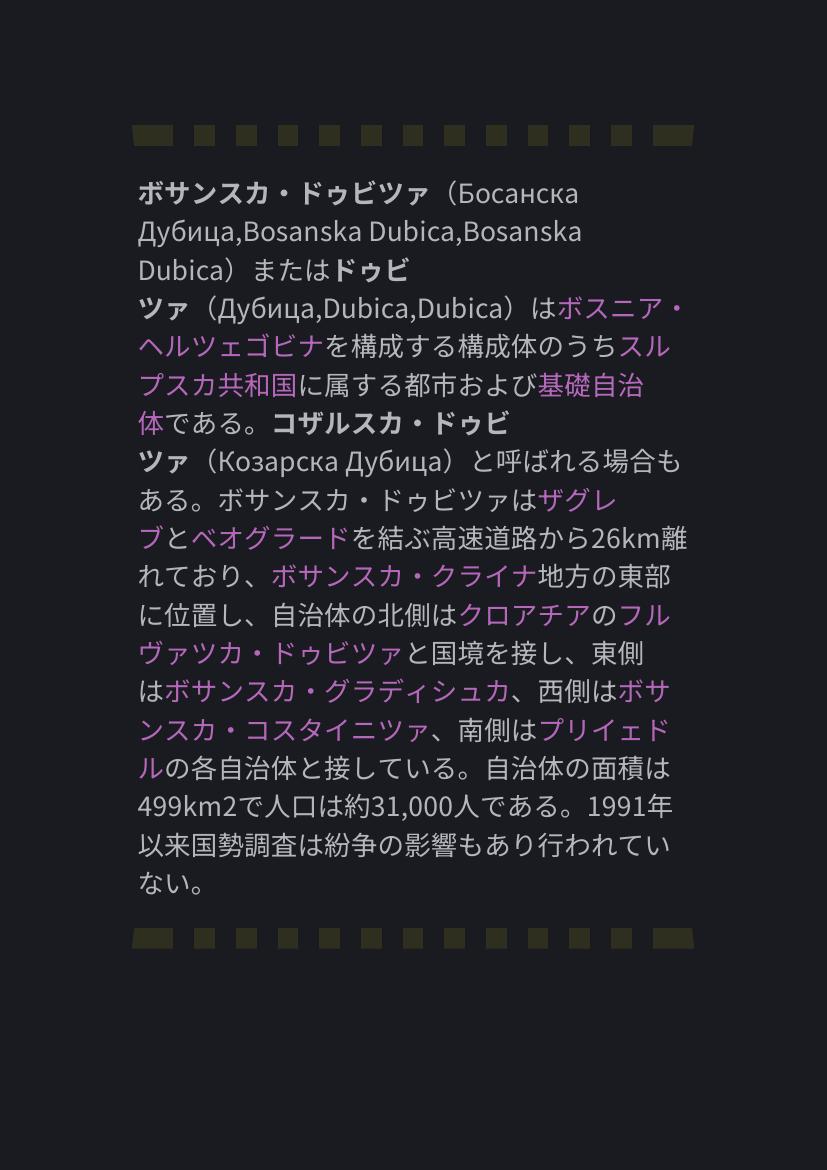 ボサンスカ・ドゥビツァ（Босанска
Дубица,Bosanska Dubica,Bosanska
Dubica）またはドゥビ
ツァ（Дубица,Dubica,Dubica）はボスニア・
ヘルツェゴビナを構成する構成体のうちスル
プスカ共和国に属する都市および基礎自治
体である。コザルスカ・ドゥビ
ツァ（Козарска Дубица）と呼ばれる場合も
ある。ボサンスカ・ドゥビツァはザグレ
ブとベオグラードを結ぶ高速道路から26km離
れており、ボサンスカ・クライナ地方の東部
に位置し、自治体の北側はクロアチアのフル
ヴァツカ・ドゥビツァと国境を接し、東側
はボサンスカ・グラディシュカ、西側はボサ
ンスカ・コスタイニツァ、南側はプリイェド
ルの各自治体と接している。自治体の面積は
499km2で人口は約31,000人である。1991年
以来国勢調査は紛争の影響もあり行われてい
ない。